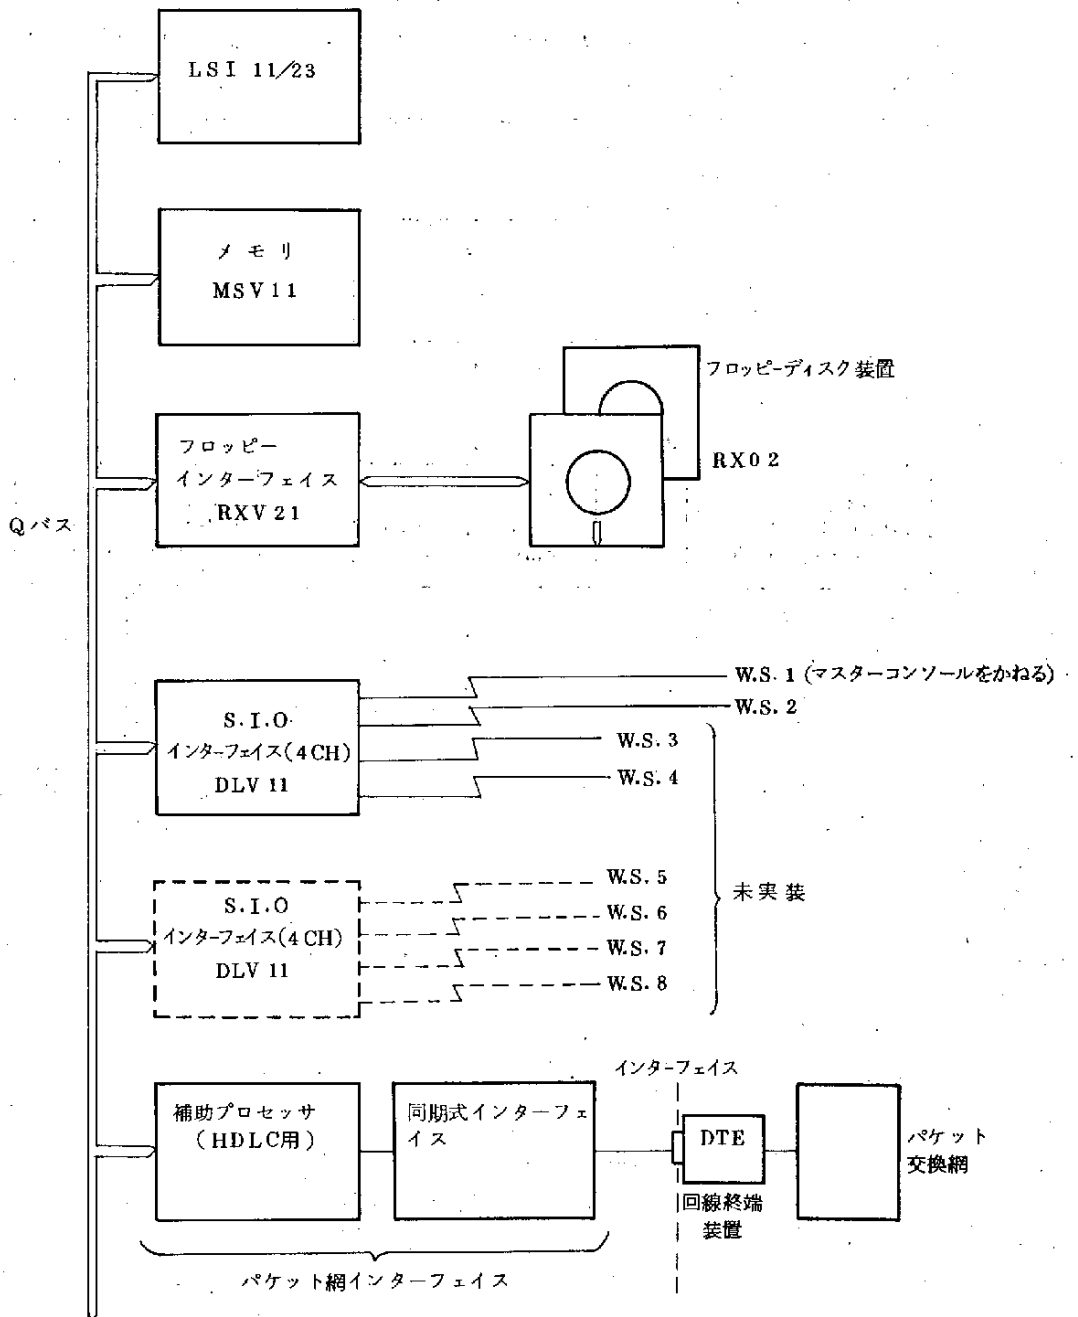 LSI 11/23
メモリ
MSV11
フロッピーディスク装置
RX02
フロッピー
インターフェイス
RXV21
Qバス
W.S.1 (マスターコンソールをかねる)
W.S.2
W.S.3
W.S.4
S.I.O
インターフェイス(4CH)
DLV 11
未実装
W.S.5
W.S.6
W.S.7
W.S.8
S.I.O
インターフェイス(4CH)
DLV 11
インターフェイス
補助プロセッサ
(HDLC用)
同期式インターフェ
イス
DTE
回線終端
装置
パケット
交換網
パケット網インターフェイス